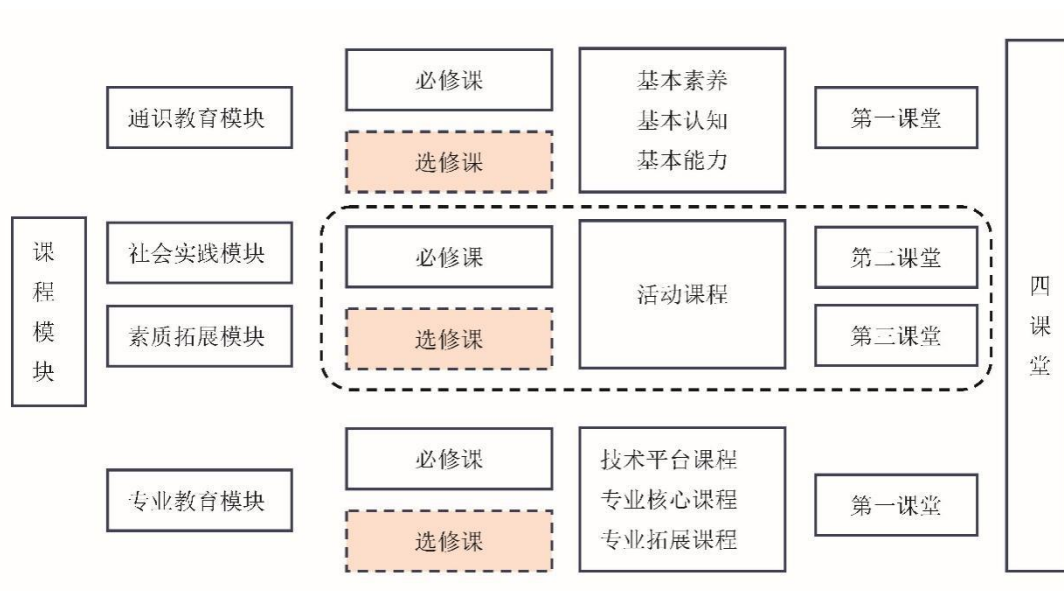 课程模块
通识教育模块
必修课
选修课
基本素养
基本认知
基本能力
第一课堂
社会实践模块
素质拓展模块
必修课
选修课
活动课程
第二课堂
第三课堂
专业教育模块
必修课
选修课
技术平台课程
专业核心课程
专业拓展课程
第一课堂
四课堂